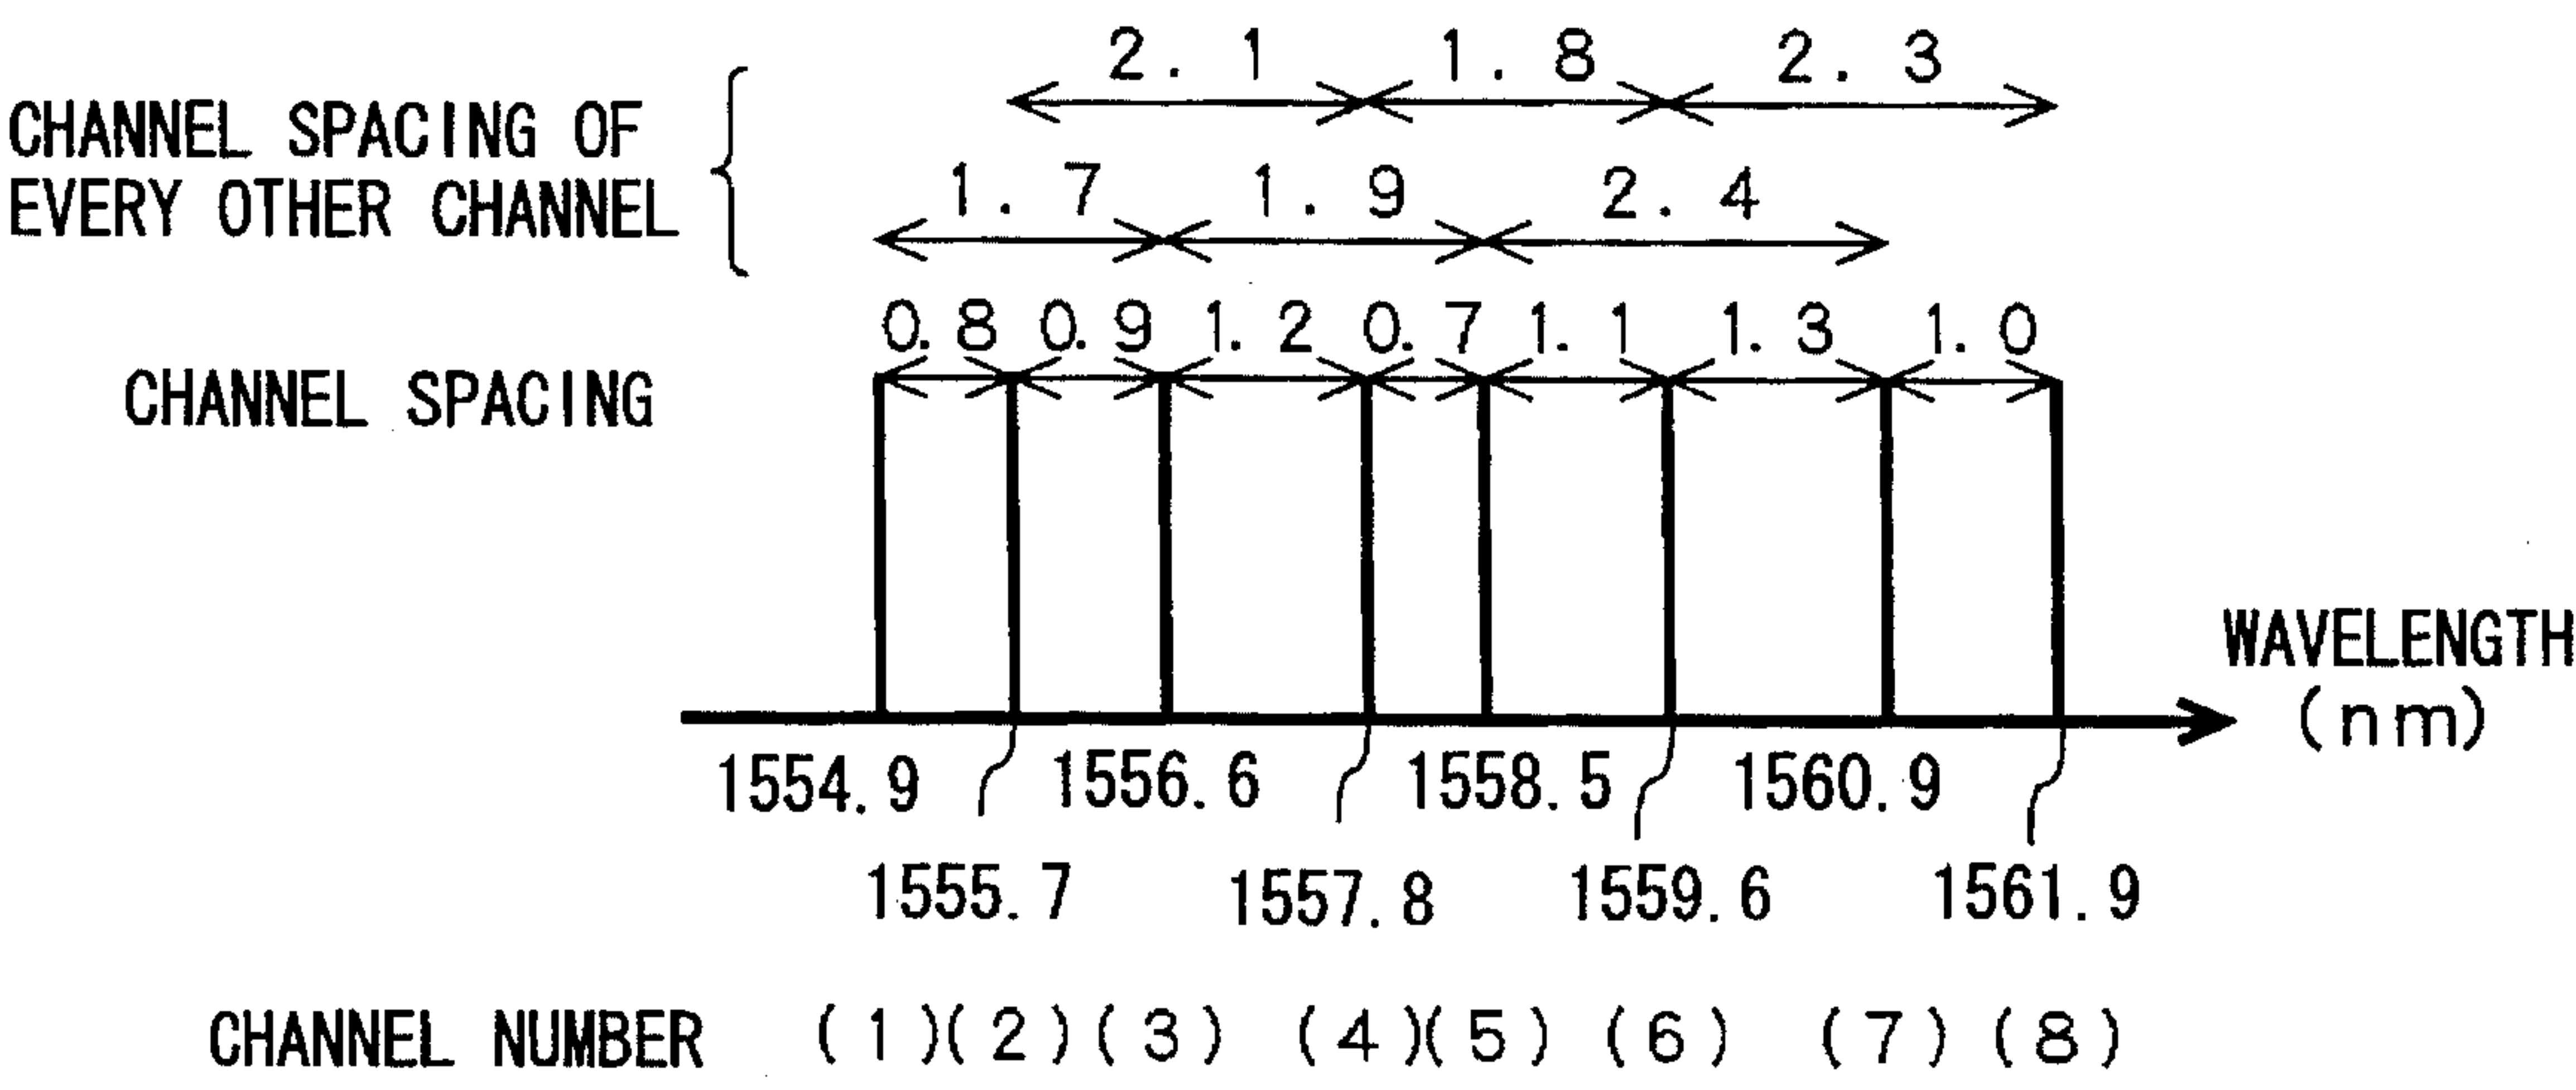 2.1 1.8 2.3
CHANNEL SPACING OF
EVERY OTHER CHANNEL
1.7 1.9 2.4
0.8 0.9 1.2 0.7 1.1 1.3 1.0
CHANNEL SPACING
WAVELENGTH
(nm)
1554.9 1556.6 1558.5 1560.9
1555.7 1557.8 1559.6 1561.9
CHANNEL NUMBER (1)(2)(3) (4)(5) (6) (7) (8)